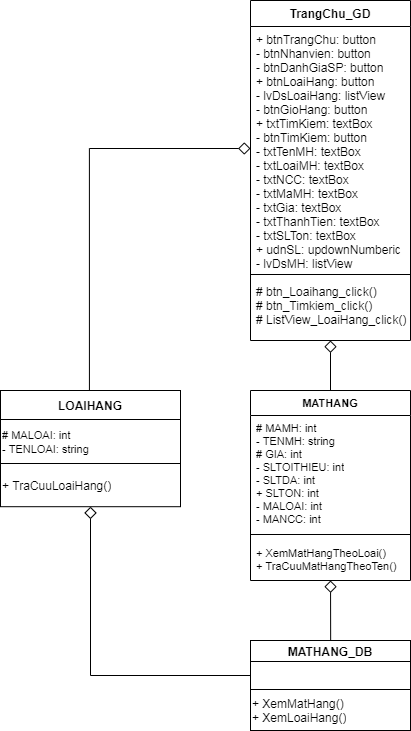 TrangChu_GD
+ btnTrangChu: button
- btnNhanvien: button
- btnDanhGiaSP: button
+ btnLoaiHang: button
- lvDsLoaiHang: listView
- btnGioHang: button
+ txtTimKiem: textBox
- btnTimKiem: button
- txtTenMH: textBox
- txtLoaiMH: textBox
- txtNCC: textBox
- txtMaMH: textBox
- txtGia: textBox
- txtThanhTien: textBox
- txtSLTon: textBox
+ udnSL: updownNumberic
- lvDsMH: listView
# btn_Loaihang_click()
# btn_Timkiem_click()
# ListView_LoaiHang_click()
LOAIHANG
# MALOAI: int
- TENLOAI: string
+ TraCuuLoaiHang()
MATHANG
# MAMH: int
- TENMH: string
# GIA: int
- SLTOITHIEU: int
- SLTDA: int
+ SLTON: int
- MALOAI: int
- MANCC: int
+ XemMatHangTheoLoai()
+ TraCuuMatHangTheoTen()
MATHANG_DB
+ XemMatHang()
+ XemLoaiHang()